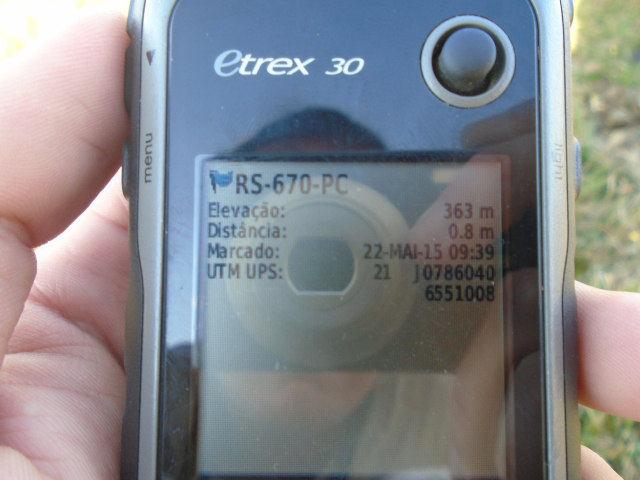 etrex 30
menu
light
RS-670-PC
Elevação: 363 m
Distância: 0.8 m
Marcado: 22-MAI-15 09:39
UTM UPS: 21 J0786040
6551008